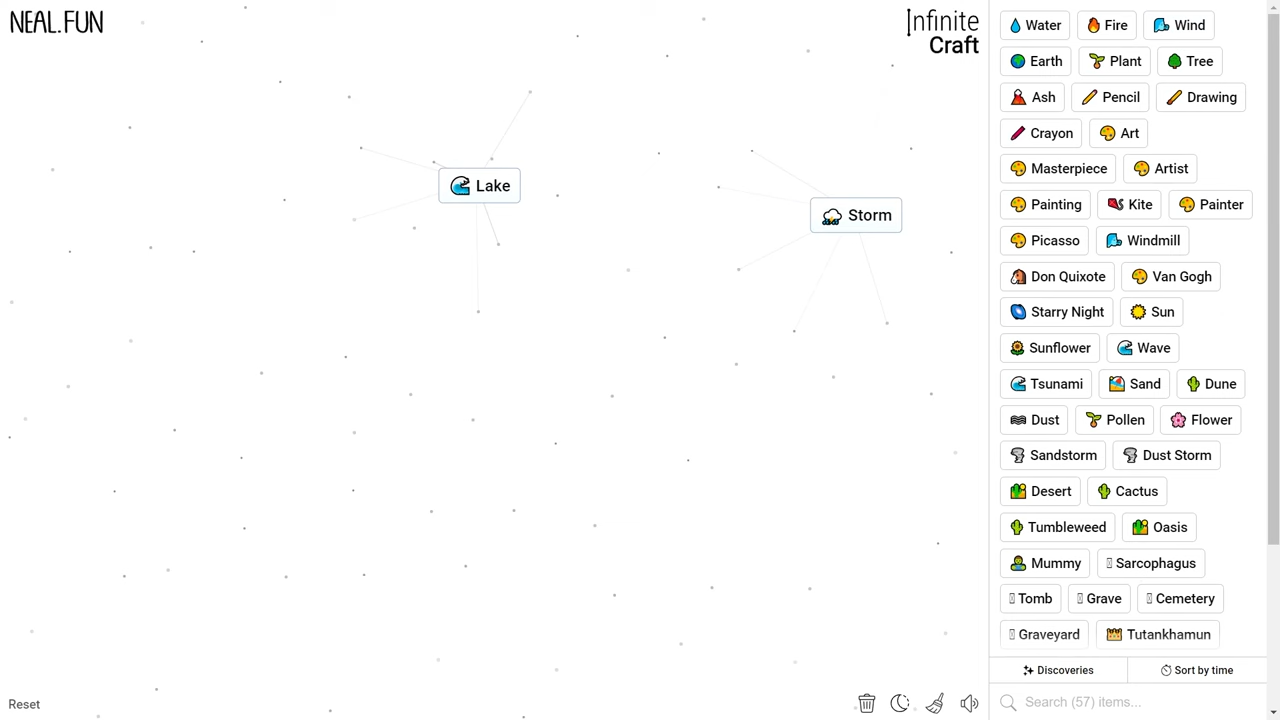 NEAL.FUN
Infinite
Craft
Lake
Storm
Water
Fire
Wind
Earth
Plant
Tree
Ash
Pencil
Drawing
Crayon
Art
Masterpiece
Artist
Painting
Kite
Painter
Picasso
Windmill
Don Quixote
Van Gogh
Starry Night
Sun
Sunflower
Wave
Tsunami
Sand
Dune
Dust
Pollen
Flower
Sandstorm
Dust Storm
Desert
Cactus
Tumbleweed
Oasis
Mummy
Sarcophagus
Tomb
Grave
Cemetery
Graveyard
Tutankhamun
Discoveries
Sort by time
Search (57) items...
Reset